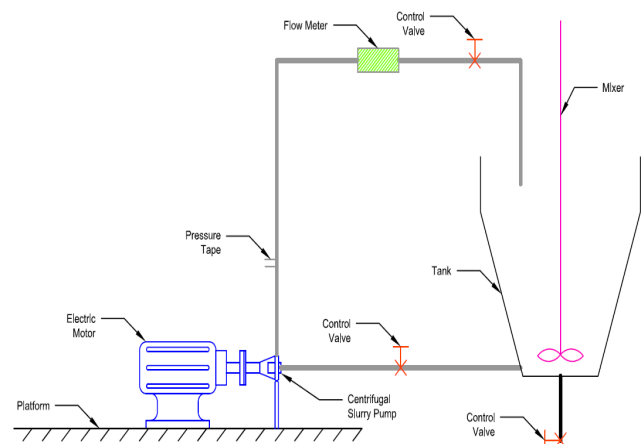 Flow Meter
Control
Valve
Mixer
Pressure
Tape
Tank
Electric
Motor
Control
Valve
Platform
Centrifugal
Slurry Pump
Control
Valve